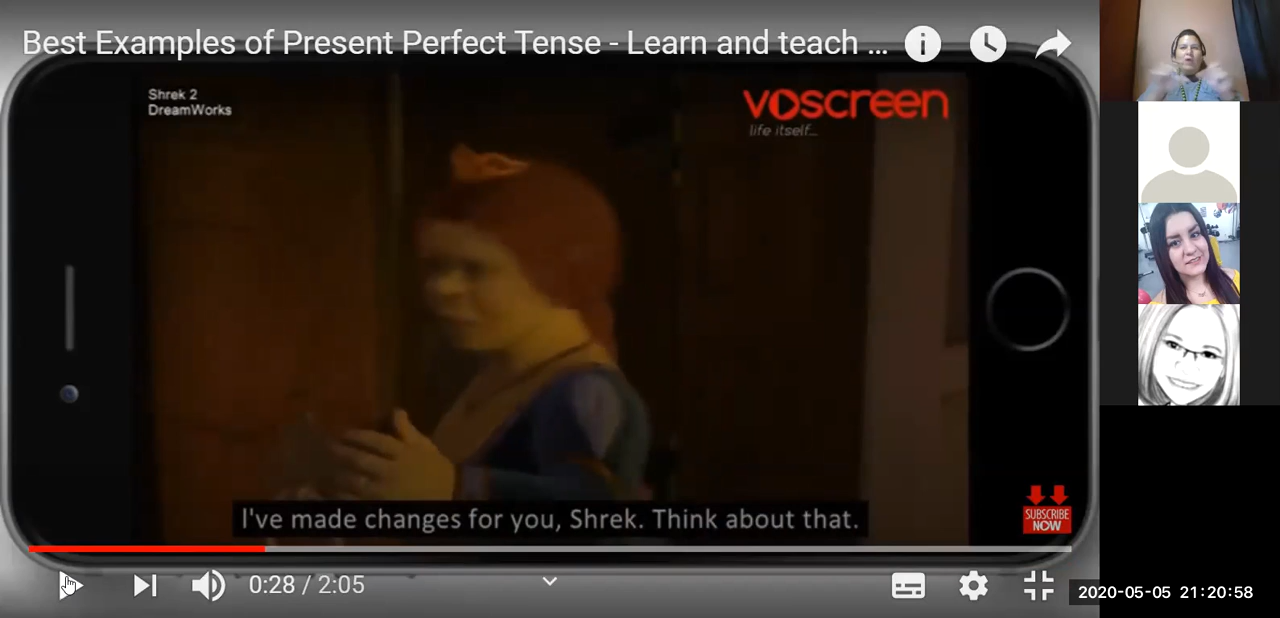 Best Examples of Present Perfect Tense - Learn and teach ...
Shrek 2
DreamWorks
voscreen
life itself...
I've made changes for you, Shrek. Think about that.
SUBSCRIBE
NOW
0:28 / 2:05
2020-05-05 21:20:58